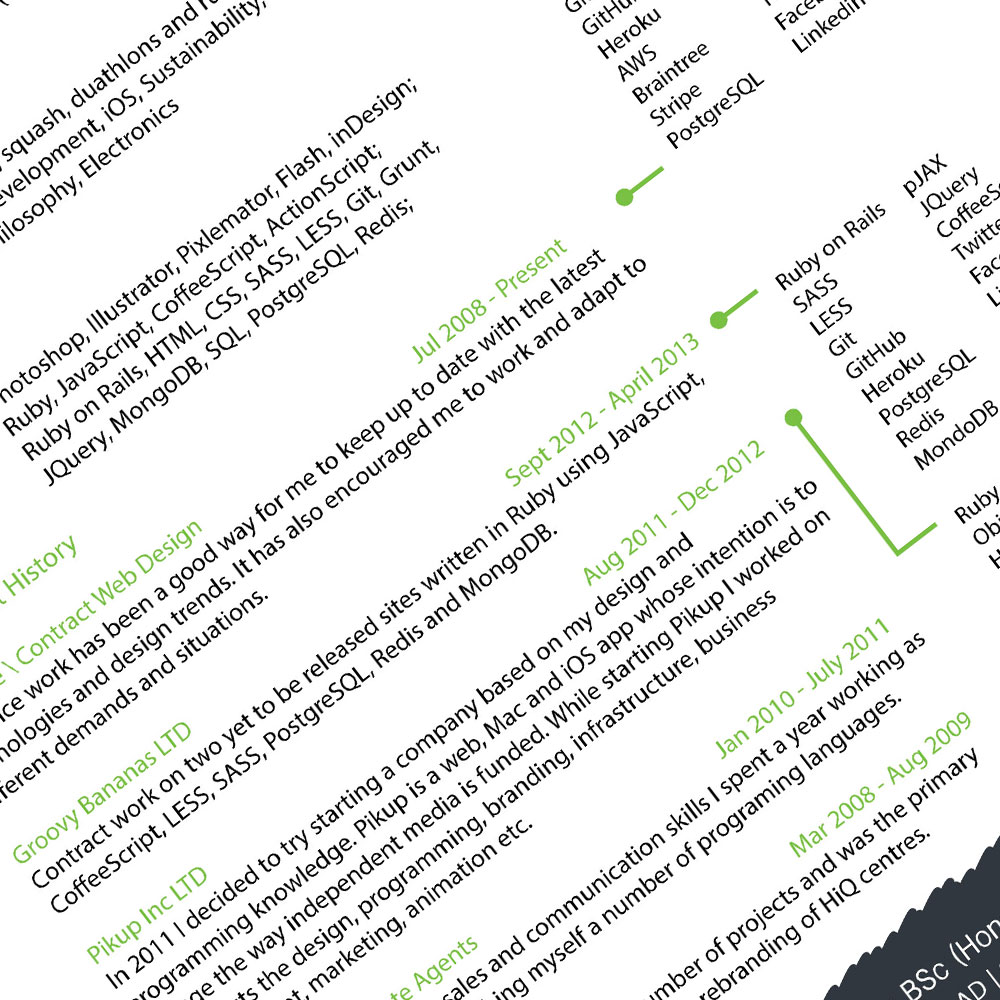 squash, duathlons and
evelopment, iOS, Sustainability,
ilosophy, Electronics
hotoshop, Illustrator, Pixlemator, Flash, inDesign;
Ruby, JavaScript, CoffeeScript, ActionScript;
Ruby on Rails, HTML, CSS, SASS, LESS, Git, Grunt,
JQuery, MongoDB, SQL, PostgreSQL, Redis;
GitHu
Heroku
AWS
Braintree
Stripe
PostgreSQL
Faceb
Linkedin
t History
e \ Contract Web Design
Jul 2008 - Present
nce work has been a good way for me to keep up to date with the latest
nologies and design trends. It has also encouraged me to work and adapt to
fferent demands and situations.
Groovy Bananas LTD
Sept 2012 - April 2013
Contract work on two yet to be released sites written in Ruby using JavaScript,
CoffeeScript, LESS, SASS, PostgreSQL, Redis and MongoDB.
Ruby on Rails
SASS
LESS
Git
GitHub
Heroku
PostgreSQL
Redis
MondoDB
pJAX
JQuery
CoffeeSc
Twitte
Fac
Li
Pikup Inc LTD
Aug 2011 - Dec 2012
In 2011 I decided to try starting a company based on my design and
programming knowledge. Pikup is a web, Mac and iOS app whose intention is to
ge the way independent media is funded. While starting Pikup I worked on
ts the design, programming, branding, infrastructure, business
t, marketing, animation etc.
Ruby
Obj
H
te Agents
Jan 2010 - July 2011
sales and communication skills I spent a year working as
ing myself a number of programing languages.
Mar 2008 - Aug 2009
umber of projects and was the primary
rebranding of HiQ centres.
BSc (Hon
AD |